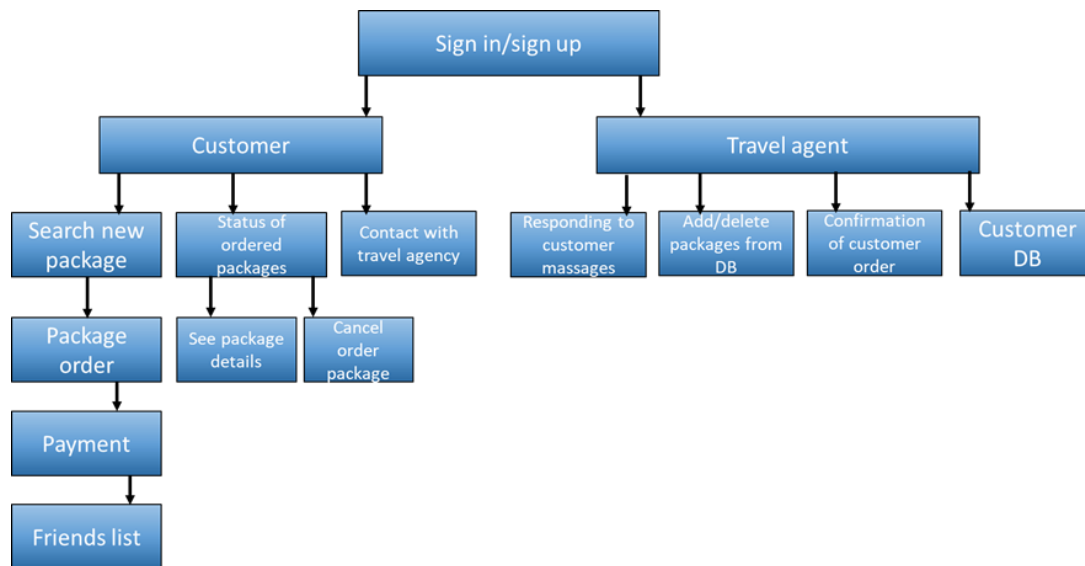 Sign in/sign up
Customer
Travel agent
Search new
package
Status of
ordered
packages
Contact with
travel agency
Responding to
customer
massages
Add/delete
packages from
DB
Confirmation
of customer
order
Customer
DB
Package
order
See package
details
Cancel
order
package
Payment
Friends list